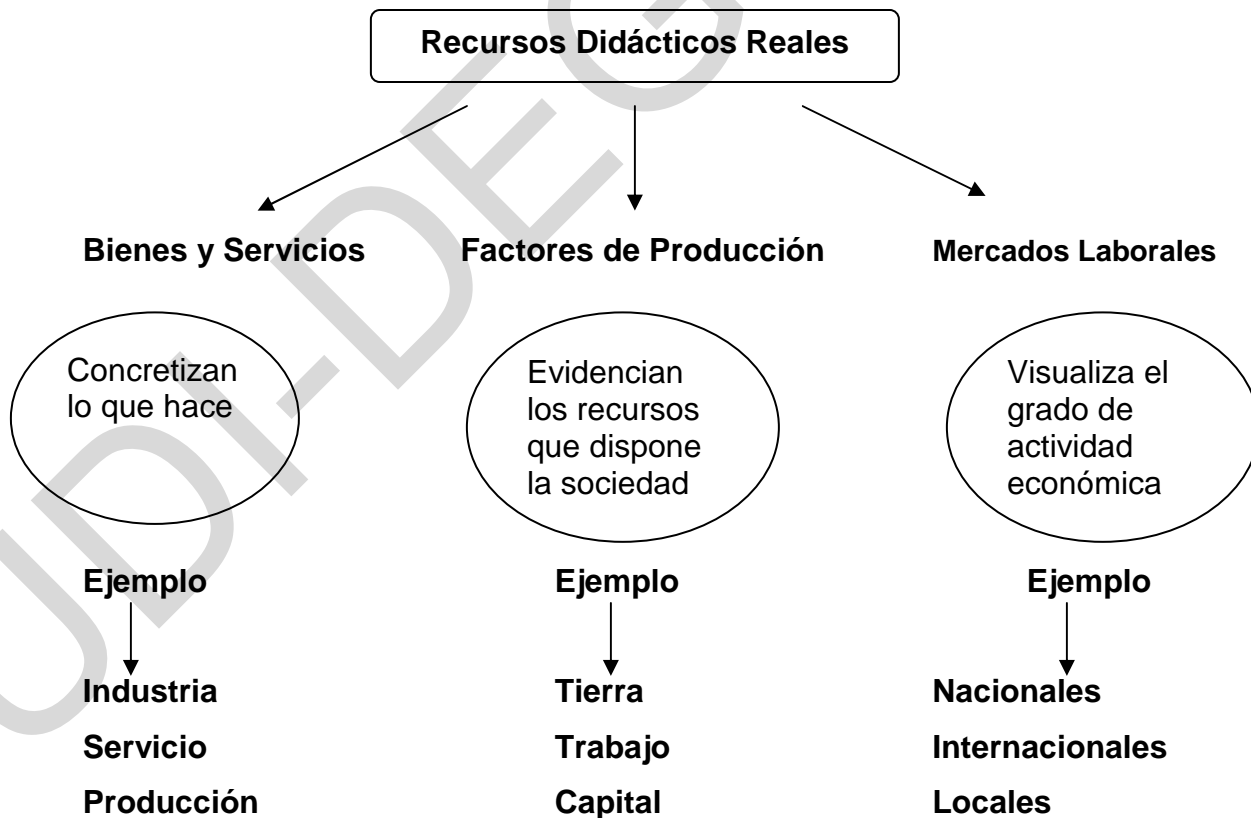 Recursos Didácticos Reales
Bienes y Servicios
Factores de Producción
Mercados Laborales
Concretizan
lo que hace
Evidencian
los recursos
que dispone
la sociedad
Visualiza el
grado de
actividad
económica
Ejemplo
Ejemplo
Ejemplo
Industria
Servicio
Producción
Tierra
Trabajo
Capital
Nacionales
Internacionales
Locales
UDI-DEG